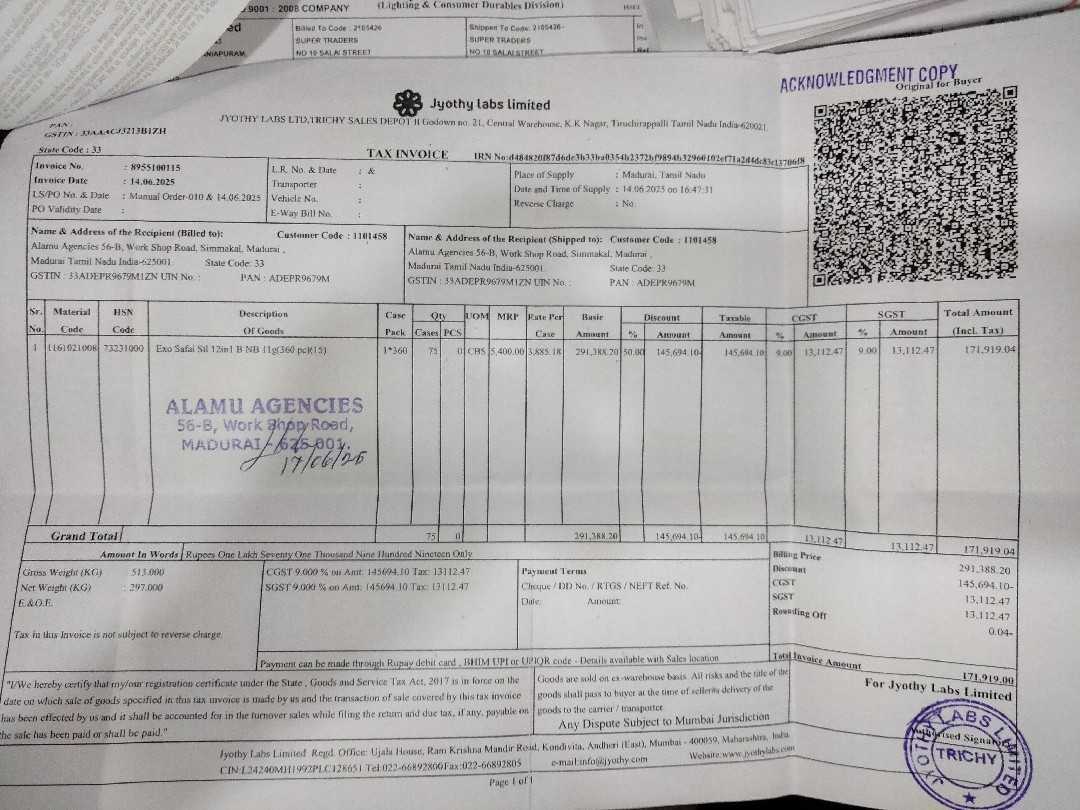 9001 : 2008 COMPANY
(Lighting & Consumer Durables Division)
Billed To Code : 2105426
Shipped To Code: 2105426-
SUPER TRADERS
SUPER TRADERS
NO 10 SALAI STREET
NO 10 SALAI STREET
ACKNOWLEDGMENT COPY
Original for Buyer
Jyothy labs limited
JYOTHY LABS LTD,TRICHY SALES DEPOT II Godown no. 21, Central Warehouse, K.K Nagar, Tiruchirappalli Tamil Nadu India-620021
PAN :
GSTIN : 33AAACJ3213B1ZH
State Code : 33
TAX INVOICE
IRN No:
Invoice No. : 8955100115
Invoice Date : 14.06.2025
LS/PO No. & Date : Manual Order-010 & 14.06.2025
PO Validity Date :
L.R. No. & Date : &
Transporter :
Vehicle No. :
E-Way Bill No. :
Place of Supply : Madurai, Tamil Nadu
Date and Time of Supply : 14.06.2025 on 16:47:31
Reverse Charge : No
Name & Address of the Recipient (Billed to): Customer Code : 1101458
Alamu Agencies 56-B, Work Shop Road, Simmakal, Madurai ,
Madurai Tamil Nadu India-625001 State Code: 33
GSTIN : 33ADEPR9679M1ZN UIN No. : PAN : ADEPR9679M
Name & Address of the Recipient (Shipped to): Customer Code : 1101458
Alamu Agencies 56-B, Work Shop Road, Simmakal, Madurai ,
Madurai Tamil Nadu India-625001 State Code: 33
GSTIN : 33ADEPR9679M1ZN UIN No. : PAN : ADEPR9679M
Sr. Material HSN Description Case Qty UOM MRP Rate Per Basic Discount Taxable CGST SGST Total Amount
No. Code Code Of Goods Pack Cases PCS Case Amount % Amount Amount % Amount % Amount (Incl. Tax)
1 1161021008 73231000 Exo Safai Sil 12in1 B NB 11g(360 pc)(15) 1*360 75 0 CBS 5,400.00 3,885.18 291,388.20 50.00 145,694.10- 145,694.10 9.00 13,112.47 9.00 13,112.47 171,919.04
ALAMU AGENCIES
56-B, Work Shop Road,
MADURAI - 625 001.
17/06/25
Grand Total 75 0 291,388.20 145,694.10- 145,694.10 13,112.47 13,112.47 171,919.04
Amount In Words Rupees One Lakh Seventy One Thousand Nine Hundred Nineteen Only
Gross Weight (KG) : 513.000
Net Weight (KG) : 297.000
E.&O.E.
Tax in this Invoice is not subject to reverse charge.
CGST 9.000 % on Amt: 145694.10 Tax: 13112.47
SGST 9.000 % on Amt: 145694.10 Tax: 13112.47
Payment Terms
Cheque / DD No. / RTGS / NEFT Ref. No.
Date: Amount:
Billing Price 291,388.20
Discount 145,694.10-
CGST 13,112.47
SGST 13,112.47
Rounding Off 0.04-
Payment can be made through Rupay debit card , BHIM UPI or UPIQR code - Details available with Sales location
Total Invoice Amount 171,919.00
"I/We hereby certify that my/our registration certificate under the State , Goods and Service Tax Act, 2017 is in force on the
date on which sale of goods specified in this tax invoice is made by us and the transaction of sale covered by this tax invoice
has been effected by us and it shall be accounted for in the turnover sales while filing the return and due tax, if any, payable on
the sale has been paid or shall be paid."
Goods are sold on ex-warehouse basis. All risks and the title of the
goods shall pass to buyer at the time of sellers delivery of the
goods to the carrier / transporter.
Any Dispute Subject to Mumbai Jurisdiction
For Jyothy Labs Limited
Authorised Signatory
JYOTHY LABS LIMITED
TRICHY
Jyothy Labs Limited Regd. Office: Ujala House, Ram Krishna Mandir Road, Kondivita, Andheri (East), Mumbai - 400059, Maharashtra, India.
CIN:L24240MH1992PLC128651 Tel:022-66892800 Fax:022-66892805 e-mail:info@jyothy.com Website:www.jyothylabs.com
Page 1 of 1